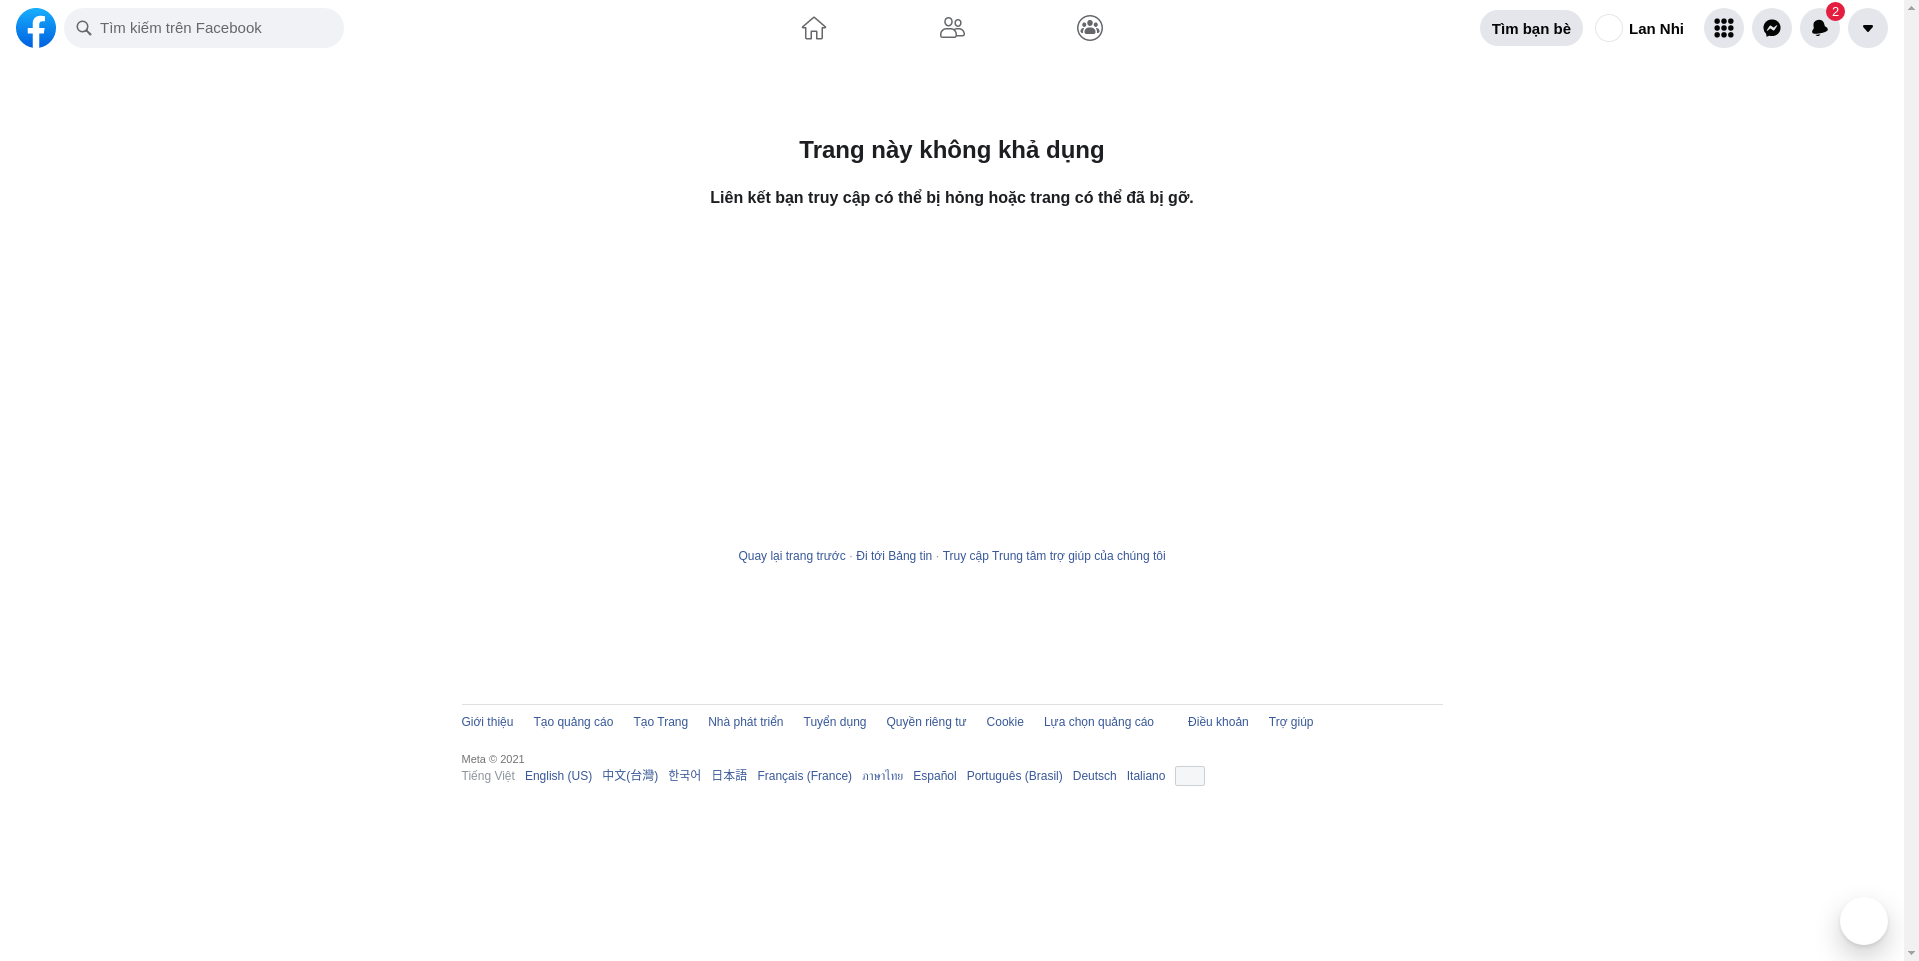 Tìm kiếm trên Facebook
Tìm bạn bè
Lan Nhi
2
Trang này không khả dụng
Liên kết bạn truy cập có thể bị hỏng hoặc trang có thể đã bị gỡ.
Quay lại trang trước · Đi tới Bảng tin · Truy cập Trung tâm trợ giúp của chúng tôi
Giới thiệu Tạo quảng cáo Tạo Trang Nhà phát triển Tuyển dụng Quyền riêng tư Cookie Lựa chọn quảng cáo Điều khoản Trợ giúp
Meta © 2021
Tiếng Việt English (US) 中文(台灣) 한국어 日本語 Français (France) ภาษาไทย Español Português (Brasil) Deutsch Italiano